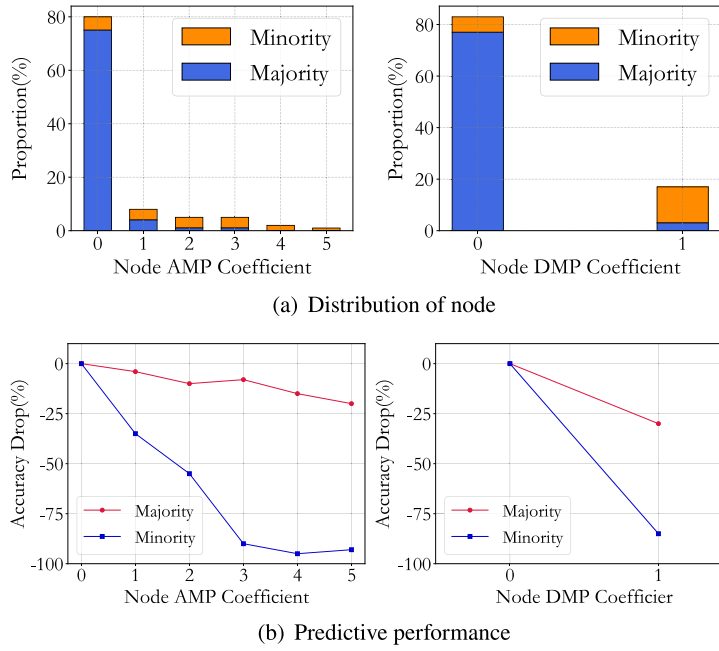 80
60
40
20
0
Proportion(%)
Minority
Majority
0 1 2 3 4 5
Node AMP Coefficient
80
60
40
20
0
Proportion(%)
Minority
Majority
0 1
Node DMP Coefficient
(a) Distribution of node
0
-25
-50
-75
-100
Accuracy Drop(%)
Majority
Minority
0 1 2 3 4 5
Node AMP Coefficient
0
-25
-50
-75
-100
Accuracy Drop(%)
Majority
Minority
0 1
Node DMP Coefficier
(b) Predictive performance